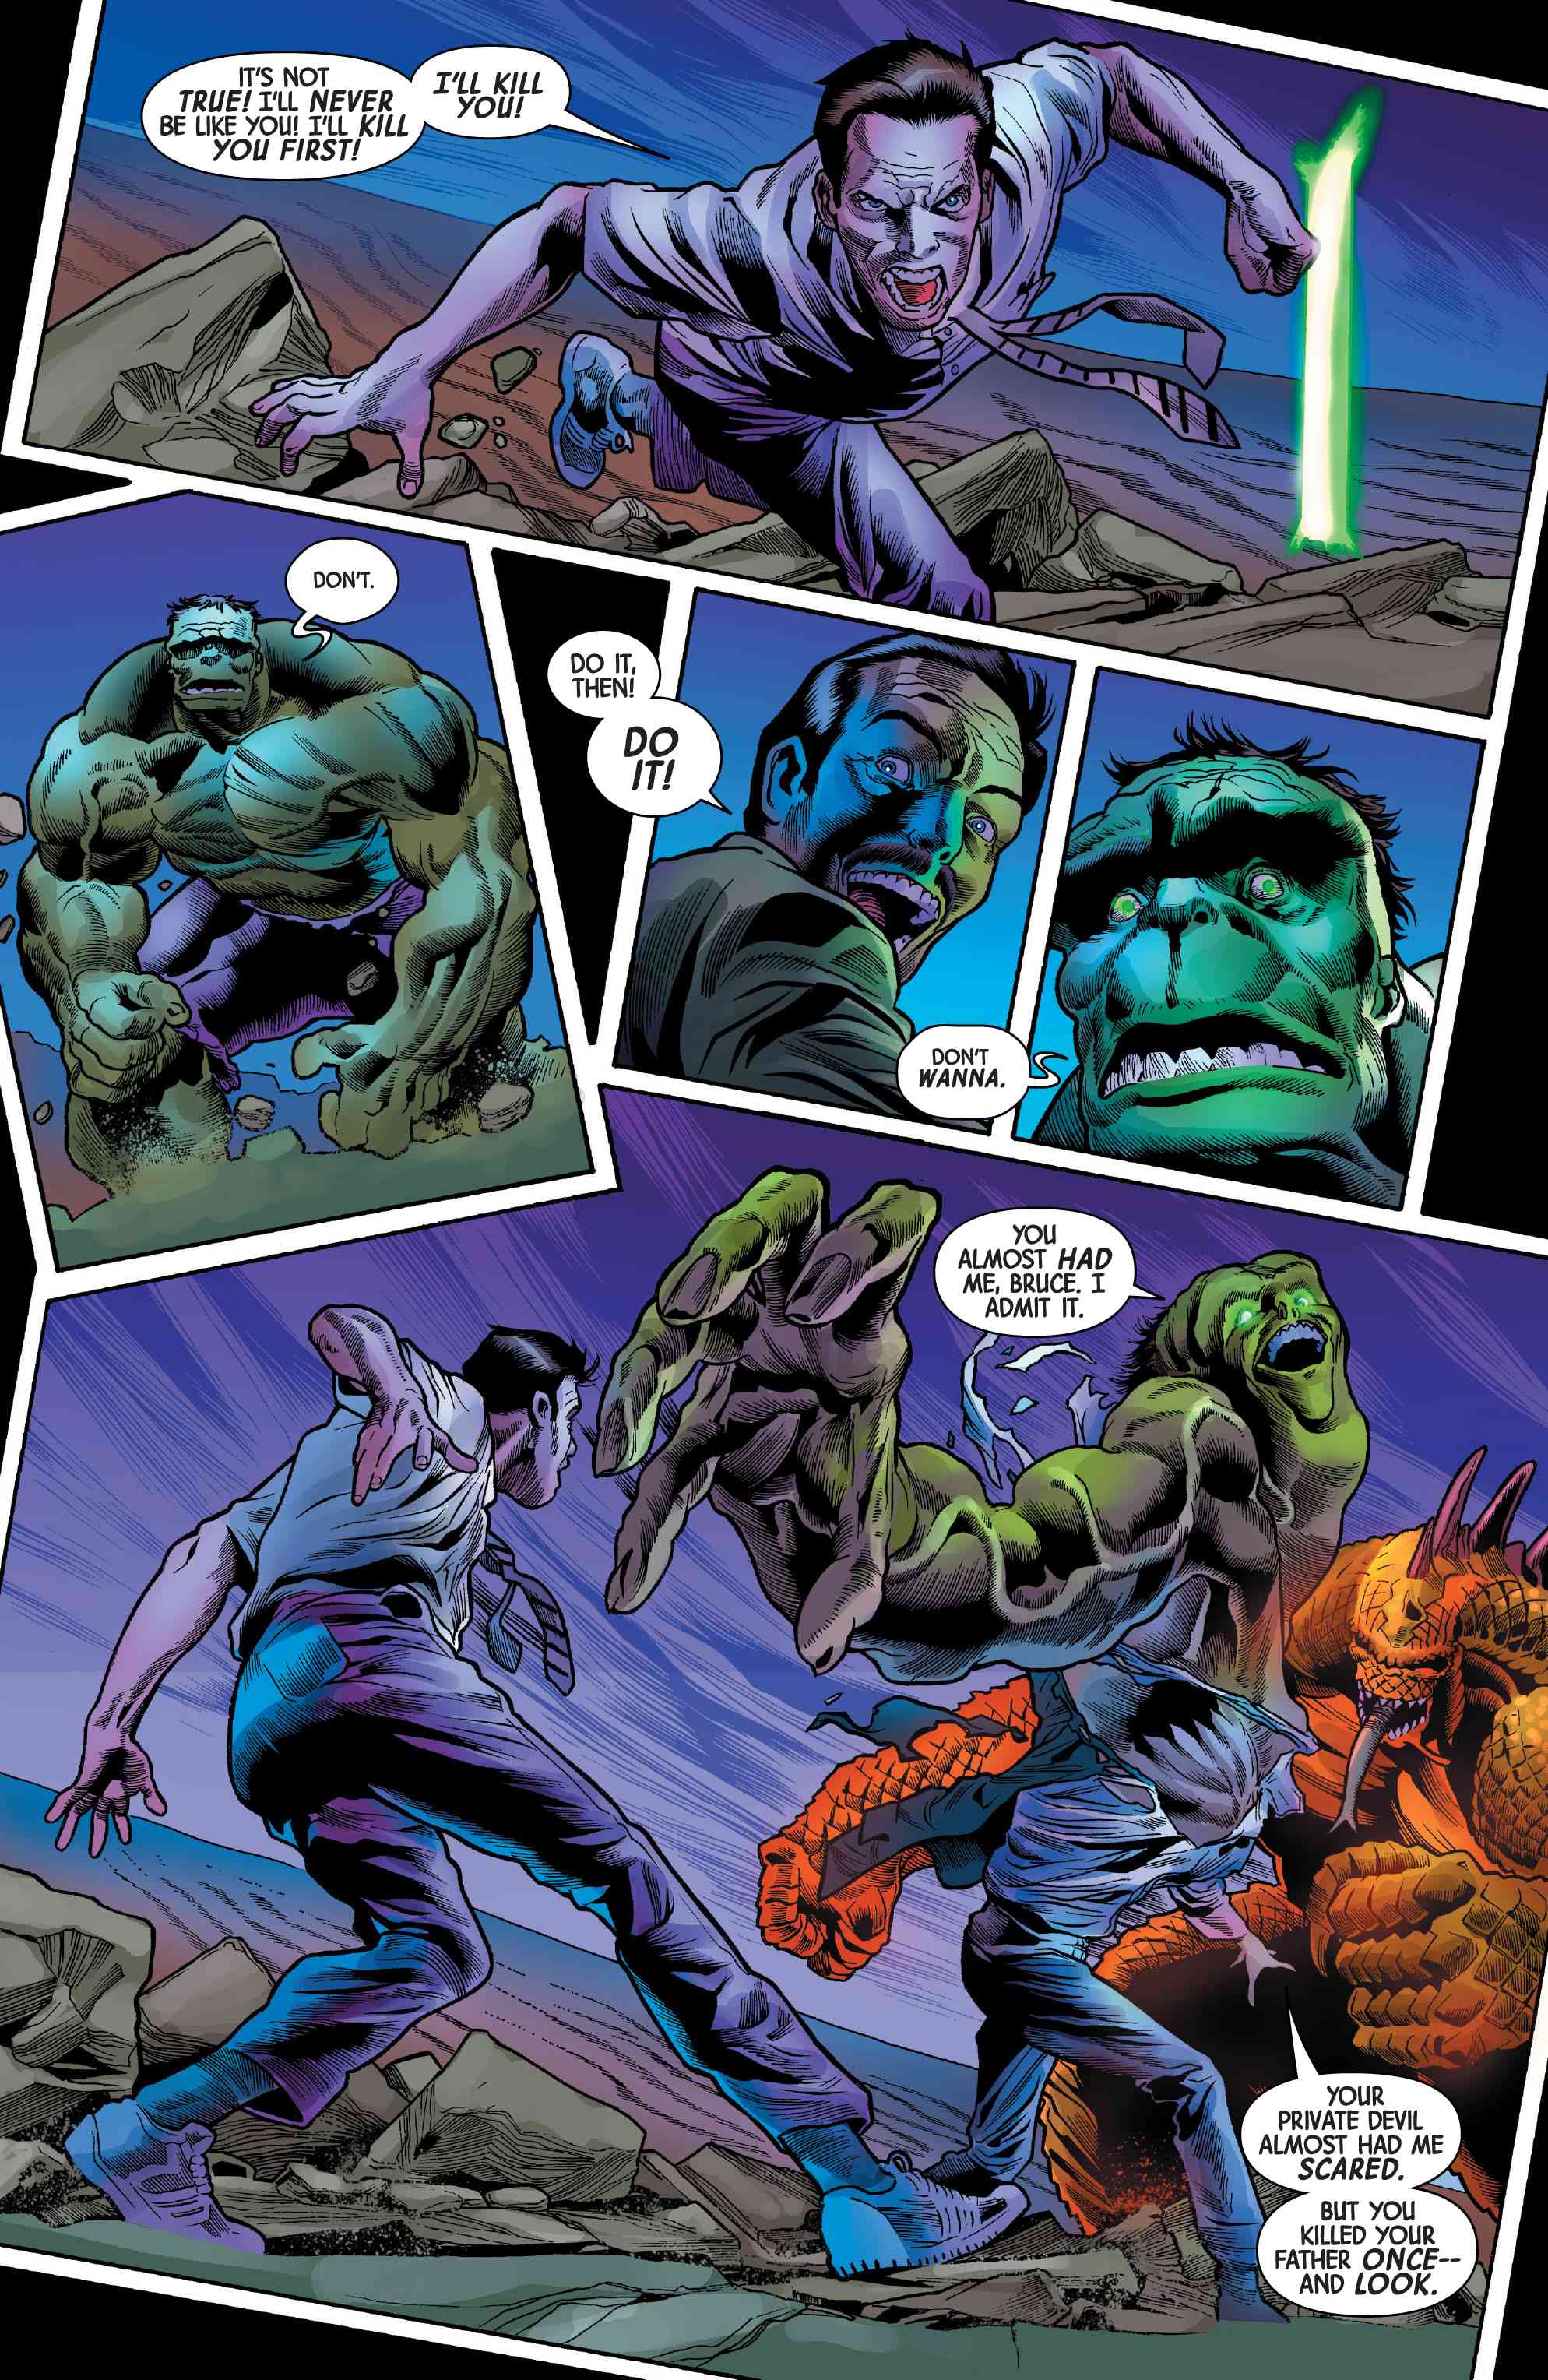 IT'S NOT
TRUE! I'LL NEVER
BE LIKE YOU! I'LL KILL
YOU FIRST!
I'LL KILL
YOU!
DON'T.
DO IT,
THEN!
DO
IT!
DON'T
WANNA.
YOU
ALMOST HAD
ME, BRUCE. I
ADMIT IT.
YOUR
PRIVATE DEVIL
ALMOST HAD ME
SCARED.
BUT YOU
KILLED YOUR
FATHER ONCE--
AND LOOK.